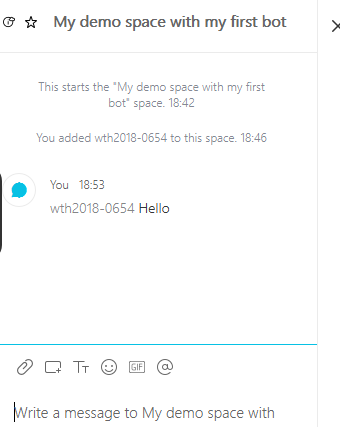 My demo space with my first bot
This starts the "My demo space with my first
bot" space. 18:42
You added wth2018-0654 to this space. 18:46
You 18:53
wth2018-0654 Hello
GIF
Write a message to My demo space with